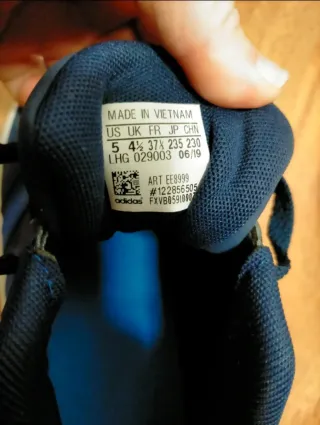 MADE IN VIETNAM
US UK FR JP CHN
5 4½ 37⅓ 235 230
LHG 029003 06/19
ART EE8999
#122856505
adidas